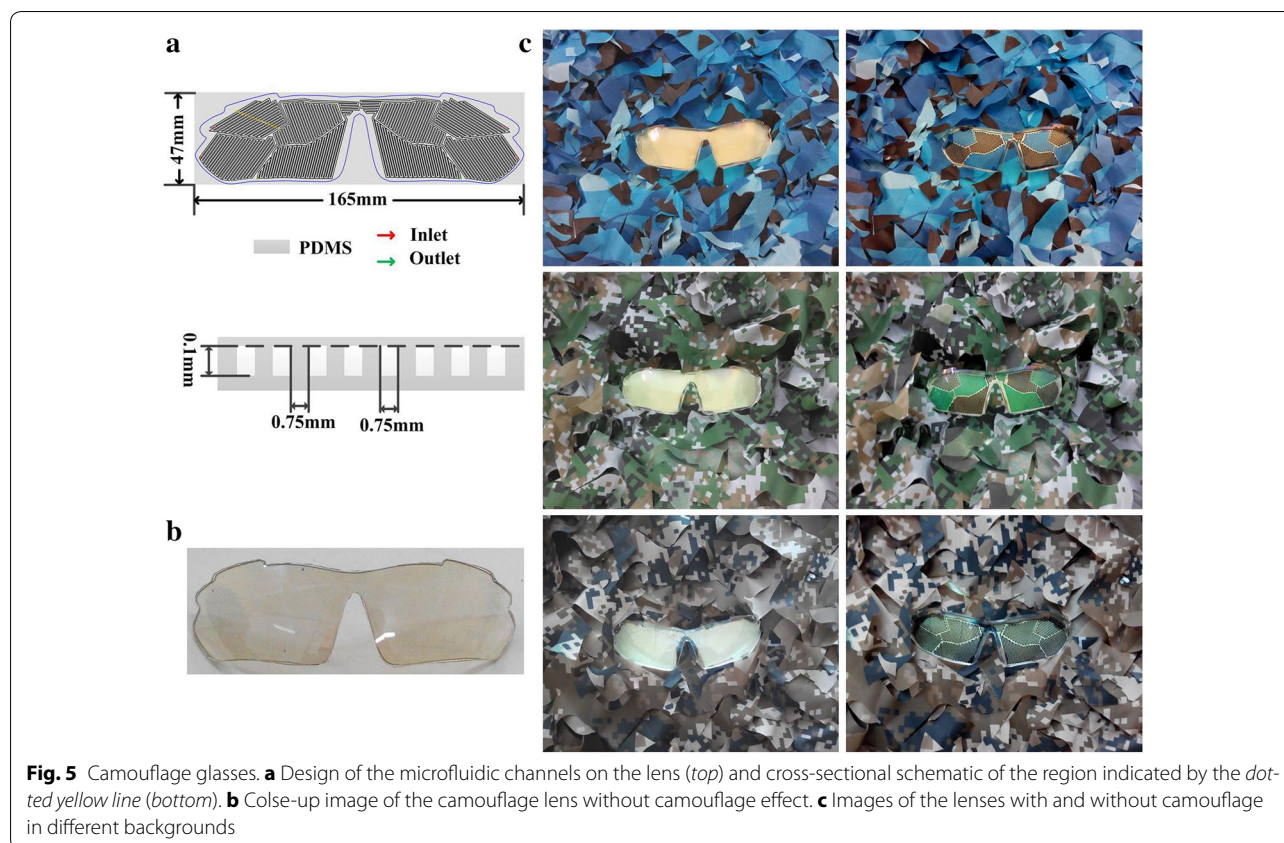 a
c
47mm
165mm
PDMS
Inlet
Outlet
0.1mm
0.75mm
0.75mm
b
Fig. 5 Camouflage glasses. a Design of the microfluidic channels on the lens (top) and cross-sectional schematic of the region indicated by the dot-
ted yellow line (bottom). b Colse-up image of the camouflage lens without camouflage effect. c Images of the lenses with and without camouflage
in different backgrounds